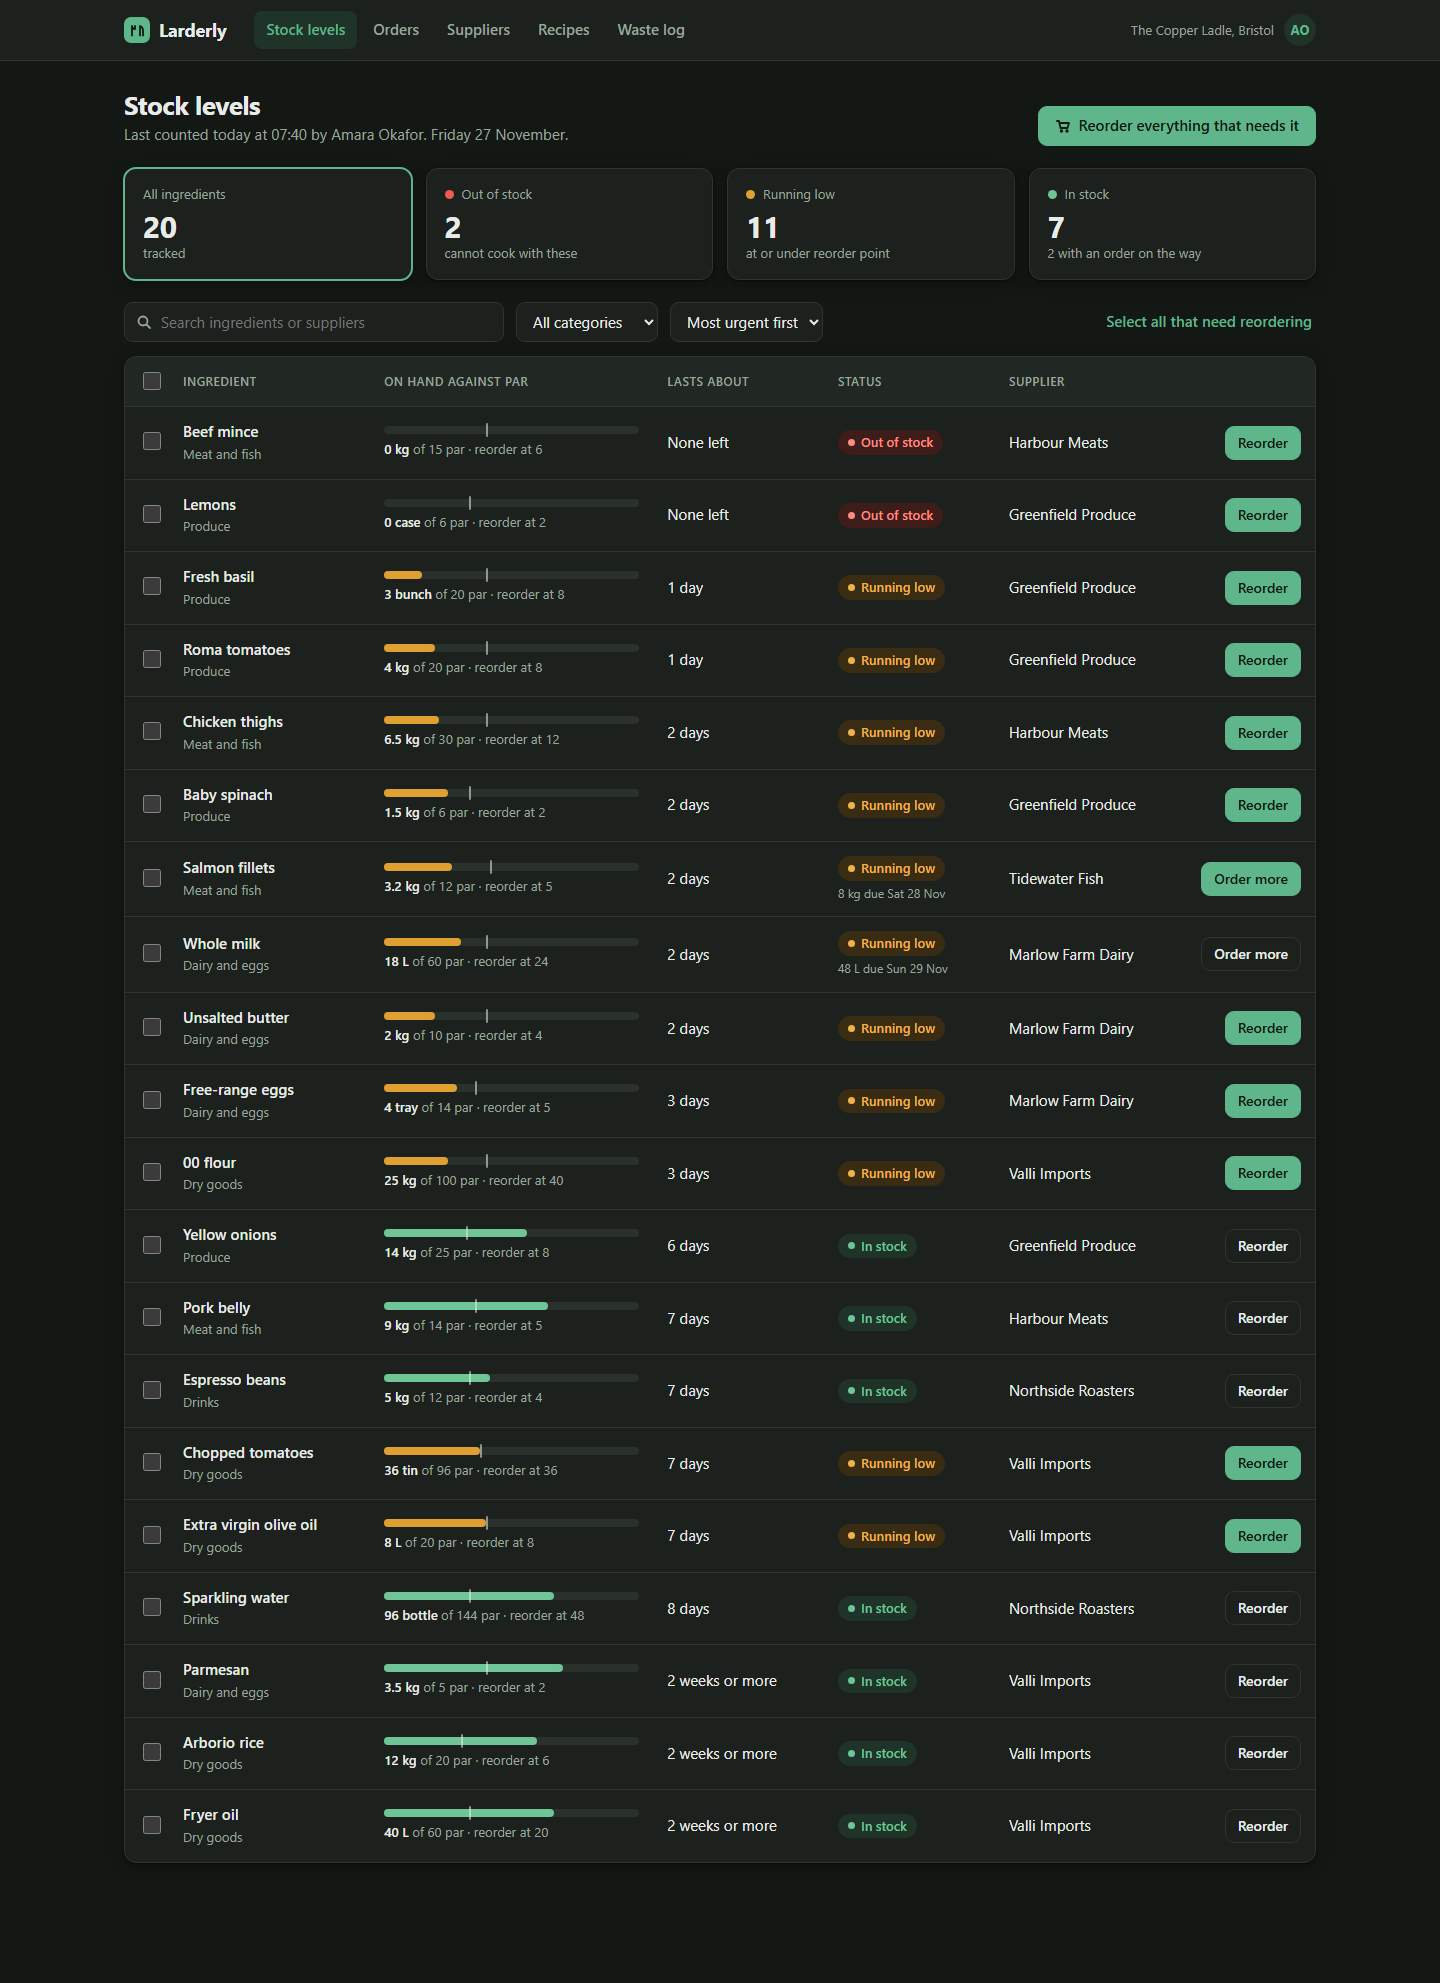 Larderly
Stock levels
Orders
Suppliers
Recipes
Waste log
The Copper Ladle, Bristol
AO
Stock levels
Last counted today at 07:40 by Amara Okafor. Friday 27 November.
Reorder everything that needs it
All ingredients
20
tracked
Out of stock
2
cannot cook with these
Running low
11
at or under reorder point
In stock
7
2 with an order on the way
Search ingredients or suppliers
All categories
Most urgent first
Select all that need reordering
INGREDIENT
ON HAND AGAINST PAR
LASTS ABOUT
STATUS
SUPPLIER
Beef mince
Meat and fish
0 kg of 15 par · reorder at 6
None left
Out of stock
Harbour Meats
Reorder
Lemons
Produce
0 case of 6 par · reorder at 2
None left
Out of stock
Greenfield Produce
Reorder
Fresh basil
Produce
3 bunch of 20 par · reorder at 8
1 day
Running low
Greenfield Produce
Reorder
Roma tomatoes
Produce
4 kg of 20 par · reorder at 8
1 day
Running low
Greenfield Produce
Reorder
Chicken thighs
Meat and fish
6.5 kg of 30 par · reorder at 12
2 days
Running low
Harbour Meats
Reorder
Baby spinach
Produce
1.5 kg of 6 par · reorder at 2
2 days
Running low
Greenfield Produce
Reorder
Salmon fillets
Meat and fish
3.2 kg of 12 par · reorder at 5
2 days
Running low
8 kg due Sat 28 Nov
Tidewater Fish
Order more
Whole milk
Dairy and eggs
18 L of 60 par · reorder at 24
2 days
Running low
48 L due Sun 29 Nov
Marlow Farm Dairy
Order more
Unsalted butter
Dairy and eggs
2 kg of 10 par · reorder at 4
2 days
Running low
Marlow Farm Dairy
Reorder
Free-range eggs
Dairy and eggs
4 tray of 14 par · reorder at 5
3 days
Running low
Marlow Farm Dairy
Reorder
00 flour
Dry goods
25 kg of 100 par · reorder at 40
3 days
Running low
Valli Imports
Reorder
Yellow onions
Produce
14 kg of 25 par · reorder at 8
6 days
In stock
Greenfield Produce
Reorder
Pork belly
Meat and fish
9 kg of 14 par · reorder at 5
7 days
In stock
Harbour Meats
Reorder
Espresso beans
Drinks
5 kg of 12 par · reorder at 4
7 days
In stock
Northside Roasters
Reorder
Chopped tomatoes
Dry goods
36 tin of 96 par · reorder at 36
7 days
Running low
Valli Imports
Reorder
Extra virgin olive oil
Dry goods
8 L of 20 par · reorder at 8
7 days
Running low
Valli Imports
Reorder
Sparkling water
Drinks
96 bottle of 144 par · reorder at 48
8 days
In stock
Northside Roasters
Reorder
Parmesan
Dairy and eggs
3.5 kg of 5 par · reorder at 2
2 weeks or more
In stock
Valli Imports
Reorder
Arborio rice
Dry goods
12 kg of 20 par · reorder at 6
2 weeks or more
In stock
Valli Imports
Reorder
Fryer oil
Dry goods
40 L of 60 par · reorder at 20
2 weeks or more
In stock
Valli Imports
Reorder